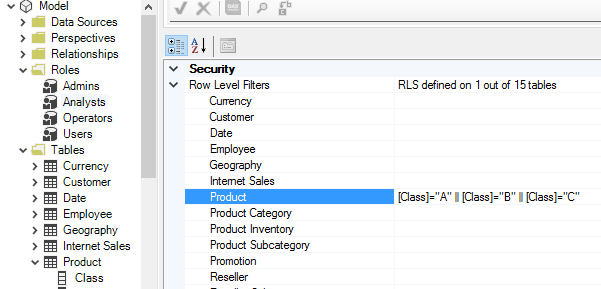 Model
Data Sources
Perspectives
Relationships
Roles
Admins
Analysts
Operators
Users
Tables
Currency
Customer
Date
Employee
Geography
Internet Sales
Product
Class
Security
Row Level Filters RLS defined on 1 out of 15 tables
Currency
Customer
Date
Employee
Geography
Internet Sales
Product [Class]="A" || [Class]="B" || [Class]="C"
Product Category
Product Inventory
Product Subcategory
Promotion
Reseller